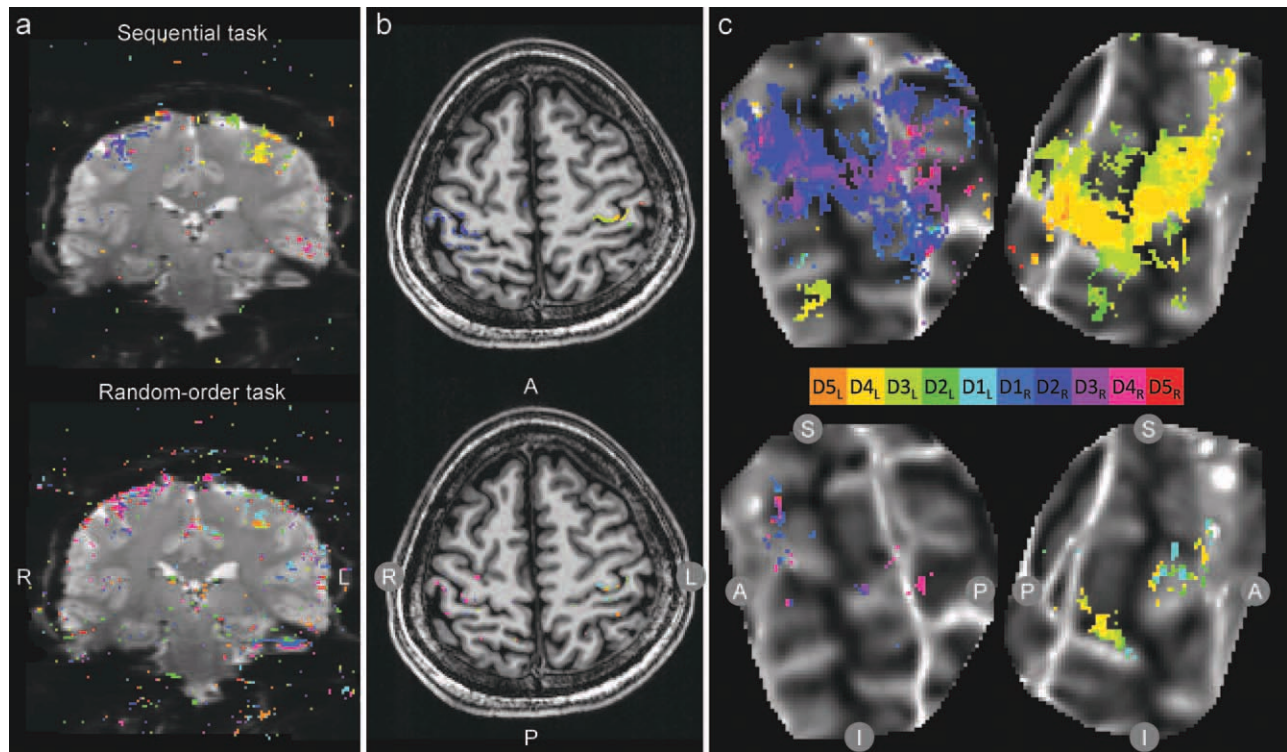 a
Sequential task
Random-order task
R
L
b
A
R
L
P
c
D5L D4L D3L D2L D1L D1R D2R D3R D4R D5R
S
S
A
P
P
A
I
I